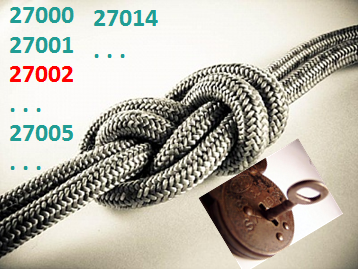 27000
27001
27002
. . .
27005
. . .
27014
. . .